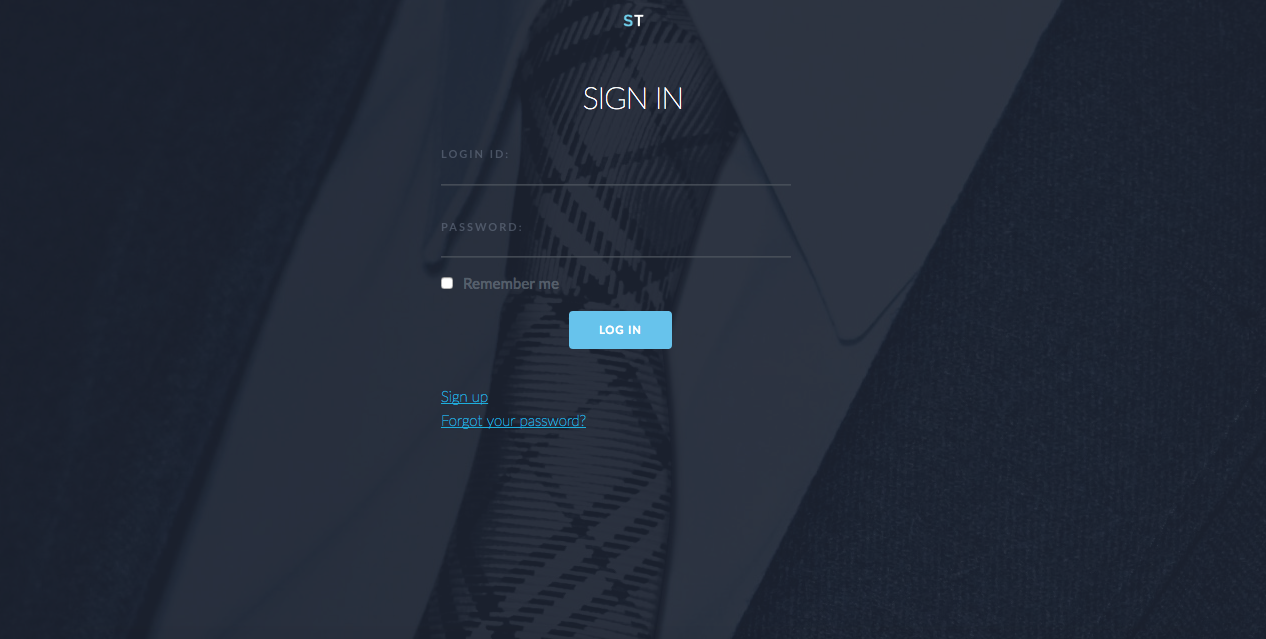 ST
SIGN IN
LOGIN ID:
PASSWORD:
Remember me
LOG IN
Sign up
Forgot your password?